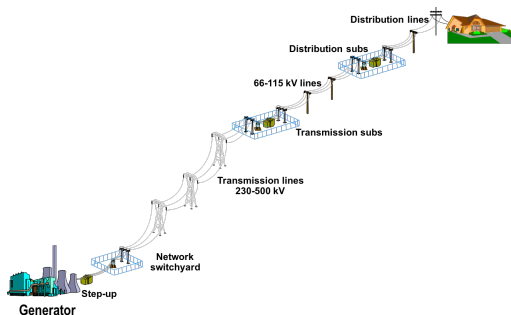 Distribution lines
Distribution subs
66-115 kV lines
Transmission subs
Transmission lines
230-500 kV
Network
switchyard
Step-up
Generator